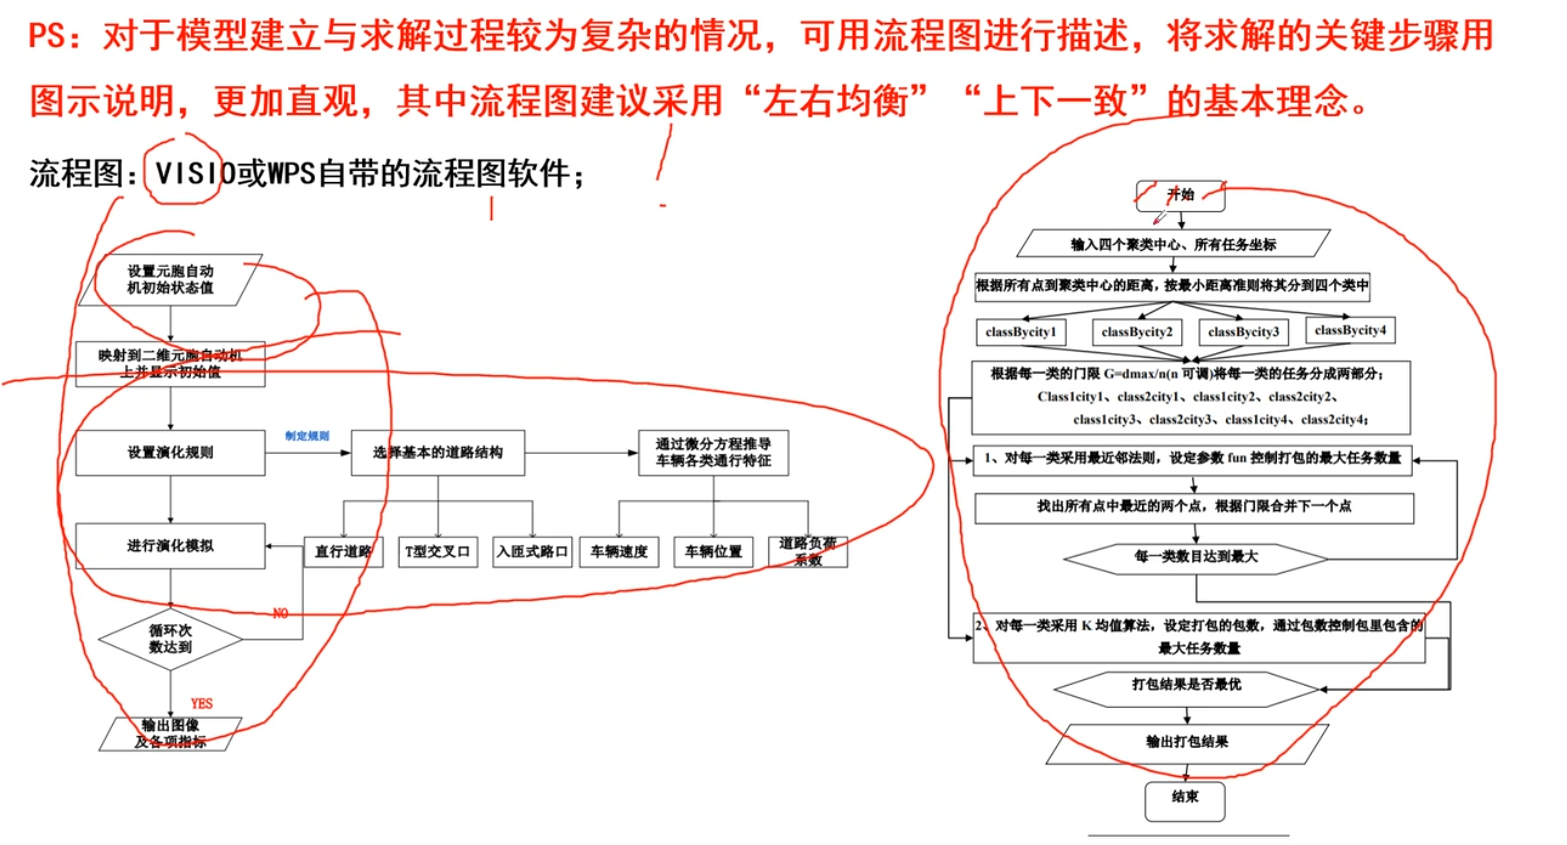 PS：对于模型建立与求解过程较为复杂的情况，可用流程图进行描述，将求解的关键步骤用
图示说明，更加直观，其中流程图建议采用“左右均衡”“上下一致”的基本理念。
流程图：VISIO或WPS自带的流程图软件；
设置元胞自动
机初始状态值
映射到二维元胞自动机
上并显示初始值
设置演化规则
制定规则
选择基本的道路结构
通过微分方程推导
车辆各类通行特征
进行演化模拟
直行道路
T型交叉口
入匝式路口
车辆速度
车辆位置
道路负荷
系数
循环次
数达到
NO
YES
输出图像
及各项指标
开始
输入四个聚类中心、所有任务坐标
根据所有点到聚类中心的距离，按最小距离准则将其分到四个类中
classBycity1
classBycity2
classBycity3
classBycity4
根据每一类的门限 G=dmax/n(n 可调)将每一类的任务分成两部分；
Class1city1、class2city1、class1city2、class2city2、
class1city3、class2city3、class1city4、class2city4；
1、对每一类采用最近邻法则，设定参数 fun 控制打包的最大任务数量
找出所有点中最近的两个点，根据门限合并下一个点
每一类数目达到最大
2、对每一类采用 K 均值算法，设定打包的包数，通过包数控制包里包含的
最大任务数量
打包结果是否最优
输出打包结果
结束